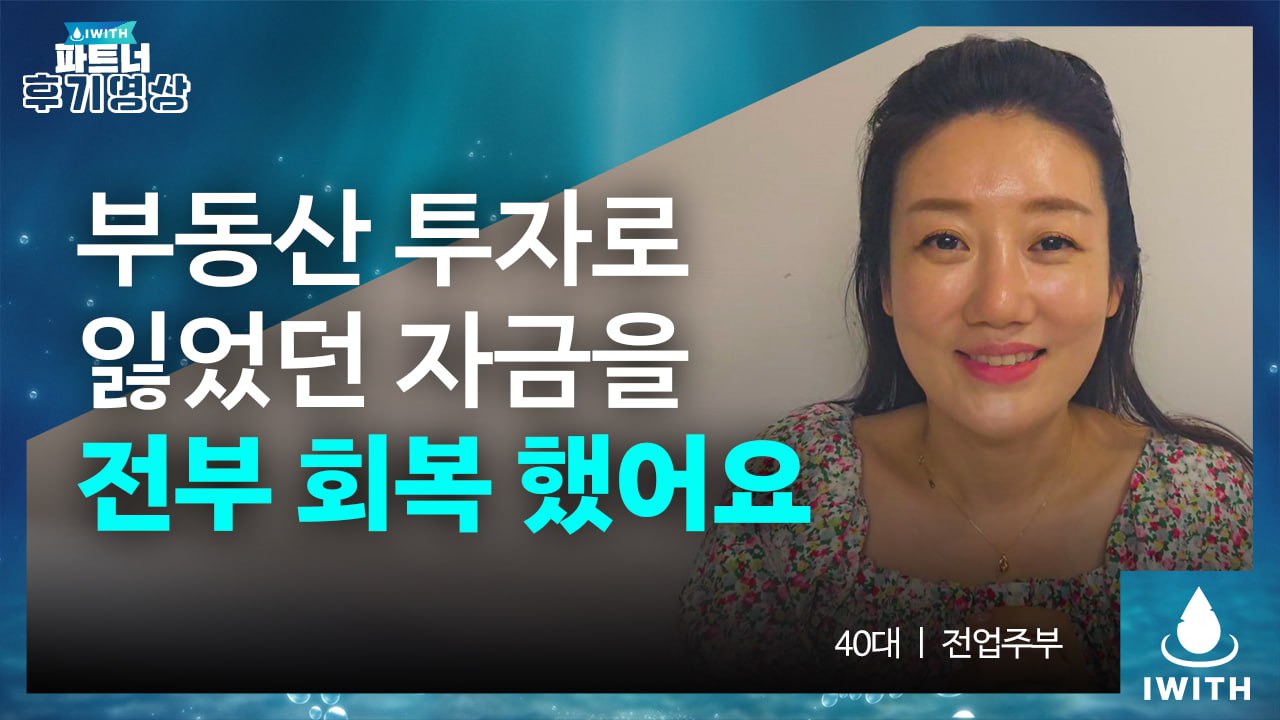 IWITH
파트너
후기영상
부동산 투자로
잃었던 자금을
전부 회복 했어요
40대 ㅣ 전업주부
IWITH